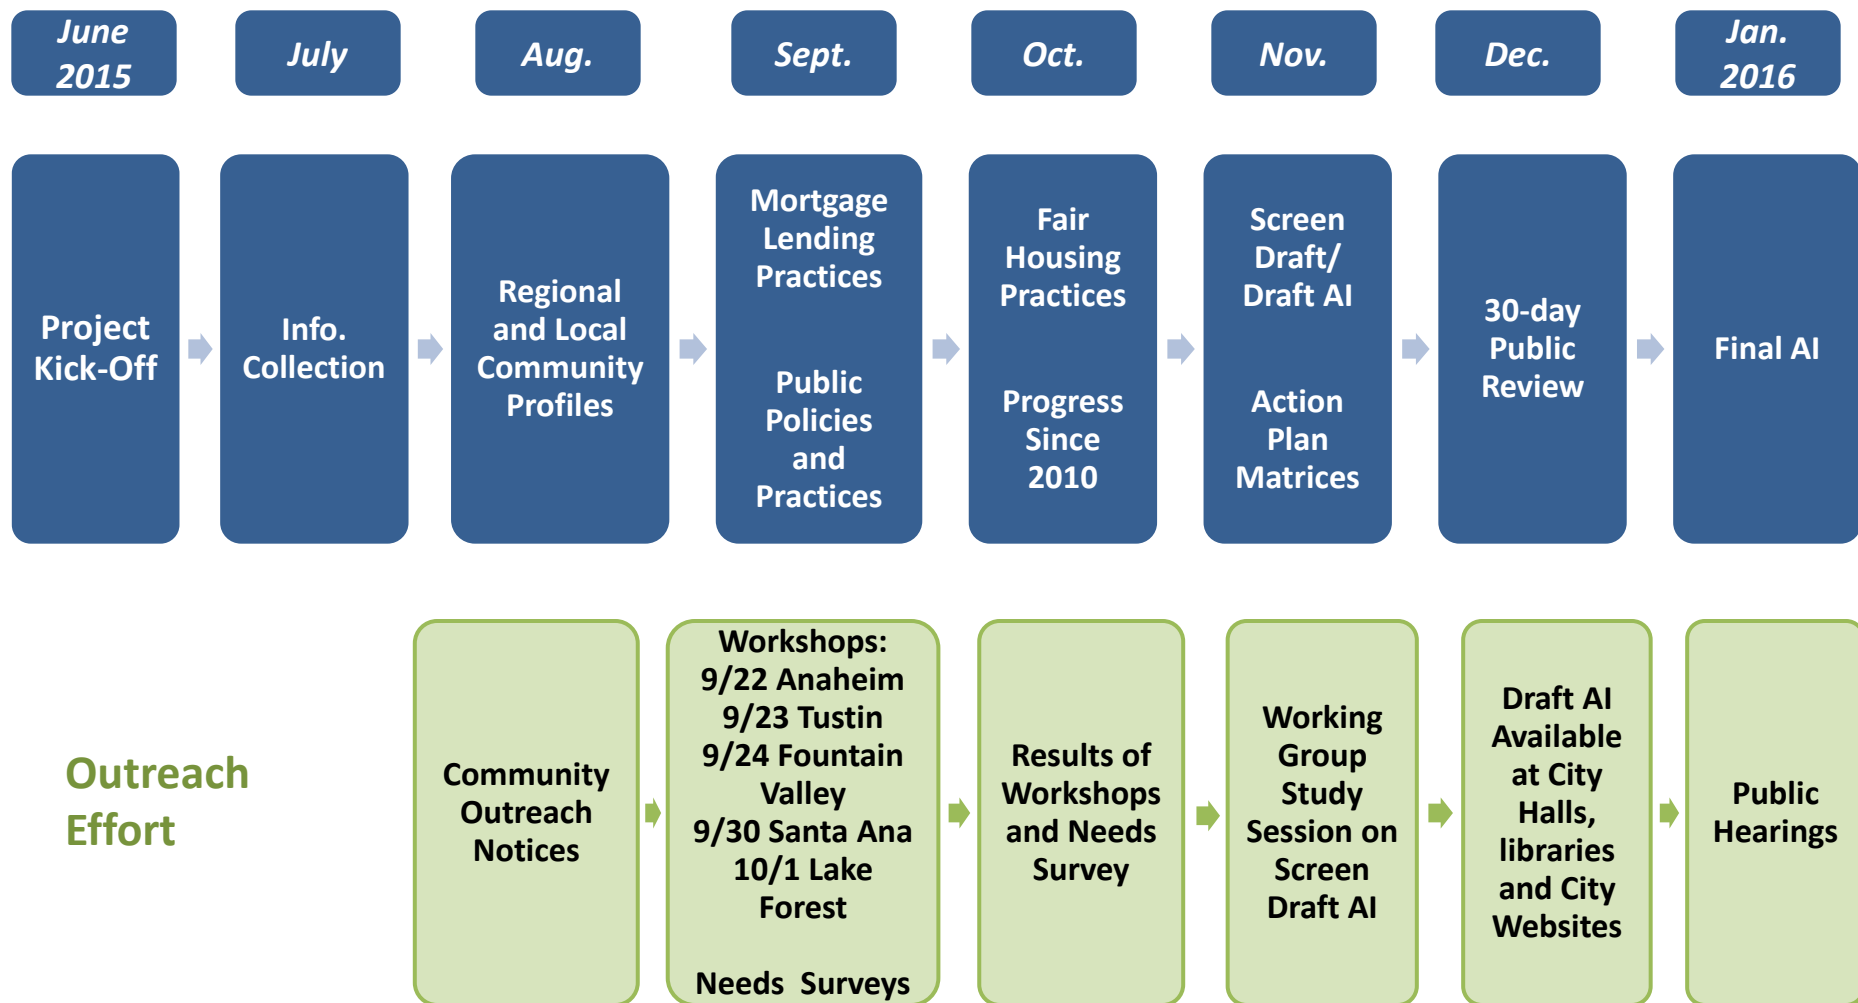 June
2015
July
Aug.
Sept.
Oct.
Nov.
Dec.
Jan.
2016
Project
Kick-Off
Info.
Collection
Regional
and Local
Community
Profiles
Mortgage
Lending
Practices
Public
Policies
and
Practices
Fair
Housing
Practices
Progress
Since
2010
Screen
Draft/
Draft AI
Action
Plan
Matrices
30-day
Public
Review
Final AI
Outreach
Effort
Community
Outreach
Notices
Workshops:
9/22 Anaheim
9/23 Tustin
9/24 Fountain
Valley
9/30 Santa Ana
10/1 Lake
Forest
Needs Surveys
Results of
Workshops
and Needs
Survey
Working
Group
Study
Session on
Screen
Draft AI
Draft AI
Available
at City
Halls,
libraries
and City
Websites
Public
Hearings